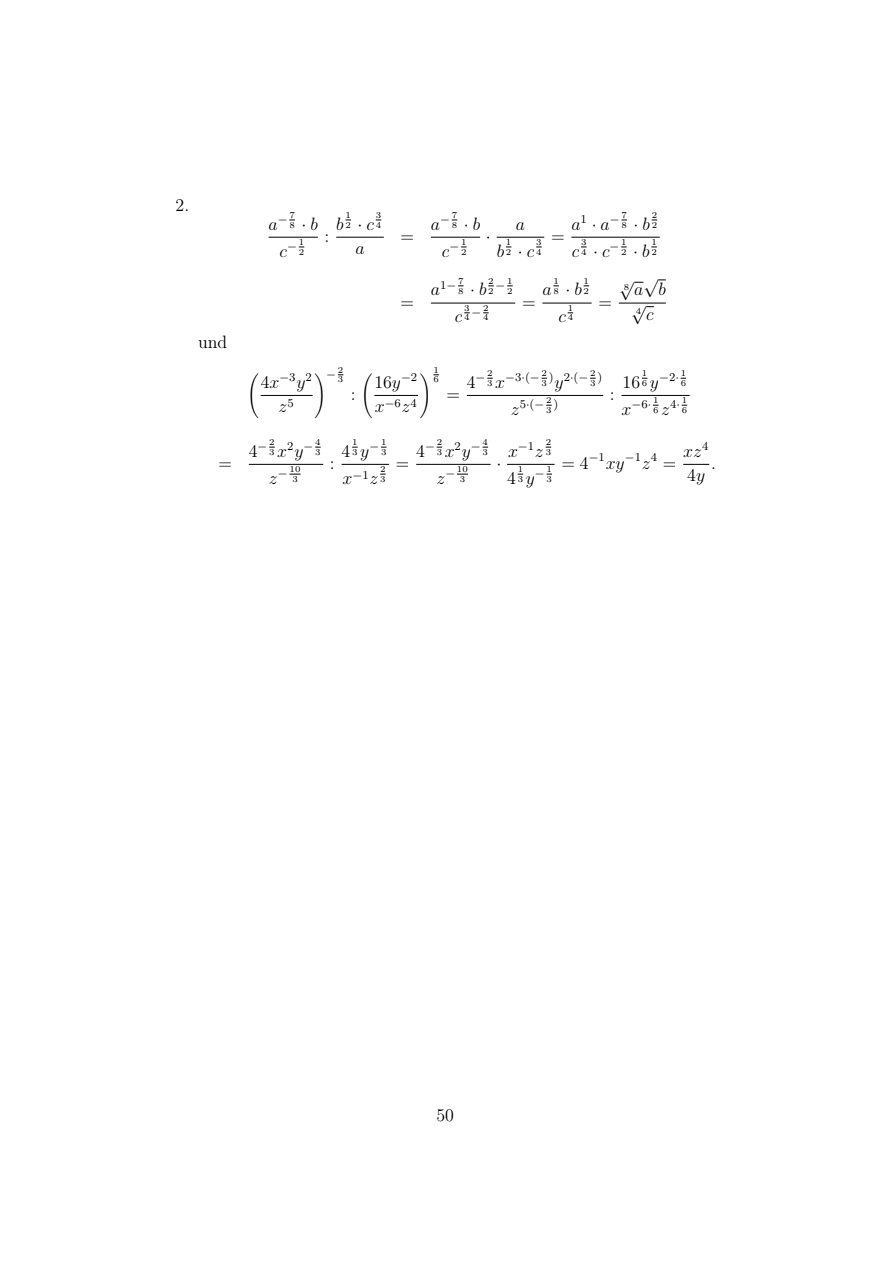 2.
\frac{a^{-\frac{7}{8}} \cdot b}{c^{-\frac{1}{2}}} : \frac{b^{\frac{1}{2}} \cdot c^{\frac{3}{4}}}{a} = \frac{a^{-\frac{7}{8}} \cdot b}{c^{-\frac{1}{2}}} \cdot \frac{a}{b^{\frac{1}{2}} \cdot c^{\frac{3}{4}}} = \frac{a^{1} \cdot a^{-\frac{7}{8}} \cdot b^{\frac{2}{2}}}{c^{\frac{3}{4}} \cdot c^{-\frac{1}{2}} \cdot b^{\frac{1}{2}}}
= \frac{a^{1-\frac{7}{8}} \cdot b^{\frac{2}{2}-\frac{1}{2}}}{c^{\frac{3}{4}-\frac{2}{4}}} = \frac{a^{\frac{1}{8}} \cdot b^{\frac{1}{2}}}{c^{\frac{1}{4}}} = \frac{\sqrt[8]{a}\sqrt{b}}{\sqrt[4]{c}}
und
\left(\frac{4x^{-3}y^{2}}{z^{5}}\right)^{-\frac{2}{3}} : \left(\frac{16y^{-2}}{x^{-6}z^{4}}\right)^{\frac{1}{6}} = \frac{4^{-\frac{2}{3}}x^{-3\cdot(-\frac{2}{3})}y^{2\cdot(-\frac{2}{3})}}{z^{5\cdot(-\frac{2}{3})}} : \frac{16^{\frac{1}{6}}y^{-2\cdot\frac{1}{6}}}{x^{-6\cdot\frac{1}{6}}z^{4\cdot\frac{1}{6}}}
= \frac{4^{-\frac{2}{3}}x^{2}y^{-\frac{4}{3}}}{z^{-\frac{10}{3}}} : \frac{4^{\frac{1}{3}}y^{-\frac{1}{3}}}{x^{-1}z^{\frac{2}{3}}} = \frac{4^{-\frac{2}{3}}x^{2}y^{-\frac{4}{3}}}{z^{-\frac{10}{3}}} \cdot \frac{x^{-1}z^{\frac{2}{3}}}{4^{\frac{1}{3}}y^{-\frac{1}{3}}} = 4^{-1}xy^{-1}z^{4} = \frac{xz^{4}}{4y}.
50